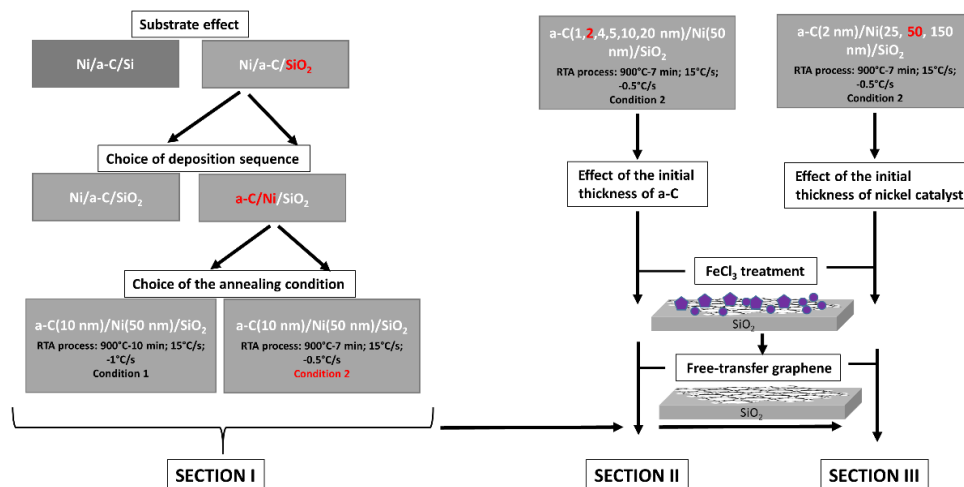 Substrate effect
Ni/a-C/Si
Ni/a-C/SiO₂
Choice of deposition sequence
Ni/a-C/SiO₂
a-C/Ni/SiO₂
Choice of the annealing condition
a-C(10 nm)/Ni(50 nm)/SiO₂
RTA process: 900°C-10 min; 15°C/s;
-1°C/s
Condition 1
a-C(10 nm)/Ni(50 nm)/SiO₂
RTA process: 900°C-7 min; 15°C/s;
-0.5°C/s
Condition 2
SECTION I
a-C(1,2,4,5,10,20 nm)/Ni(50
nm)/SiO₂
RTA process: 900°C-7 min; 15°C/s;
-0.5°C/s
Condition 2
Effect of the initial
thickness of a-C
a-C(2 nm)/Ni(25, 50, 150
nm)/SiO₂
RTA process: 900°C-7 min; 15°C/s;
-0.5°C/s
Condition 2
Effect of the initial
thickness of nickel catalyst
FeCl₃ treatment
SiO₂
Free-transfer graphene
SiO₂
SECTION II
SECTION III